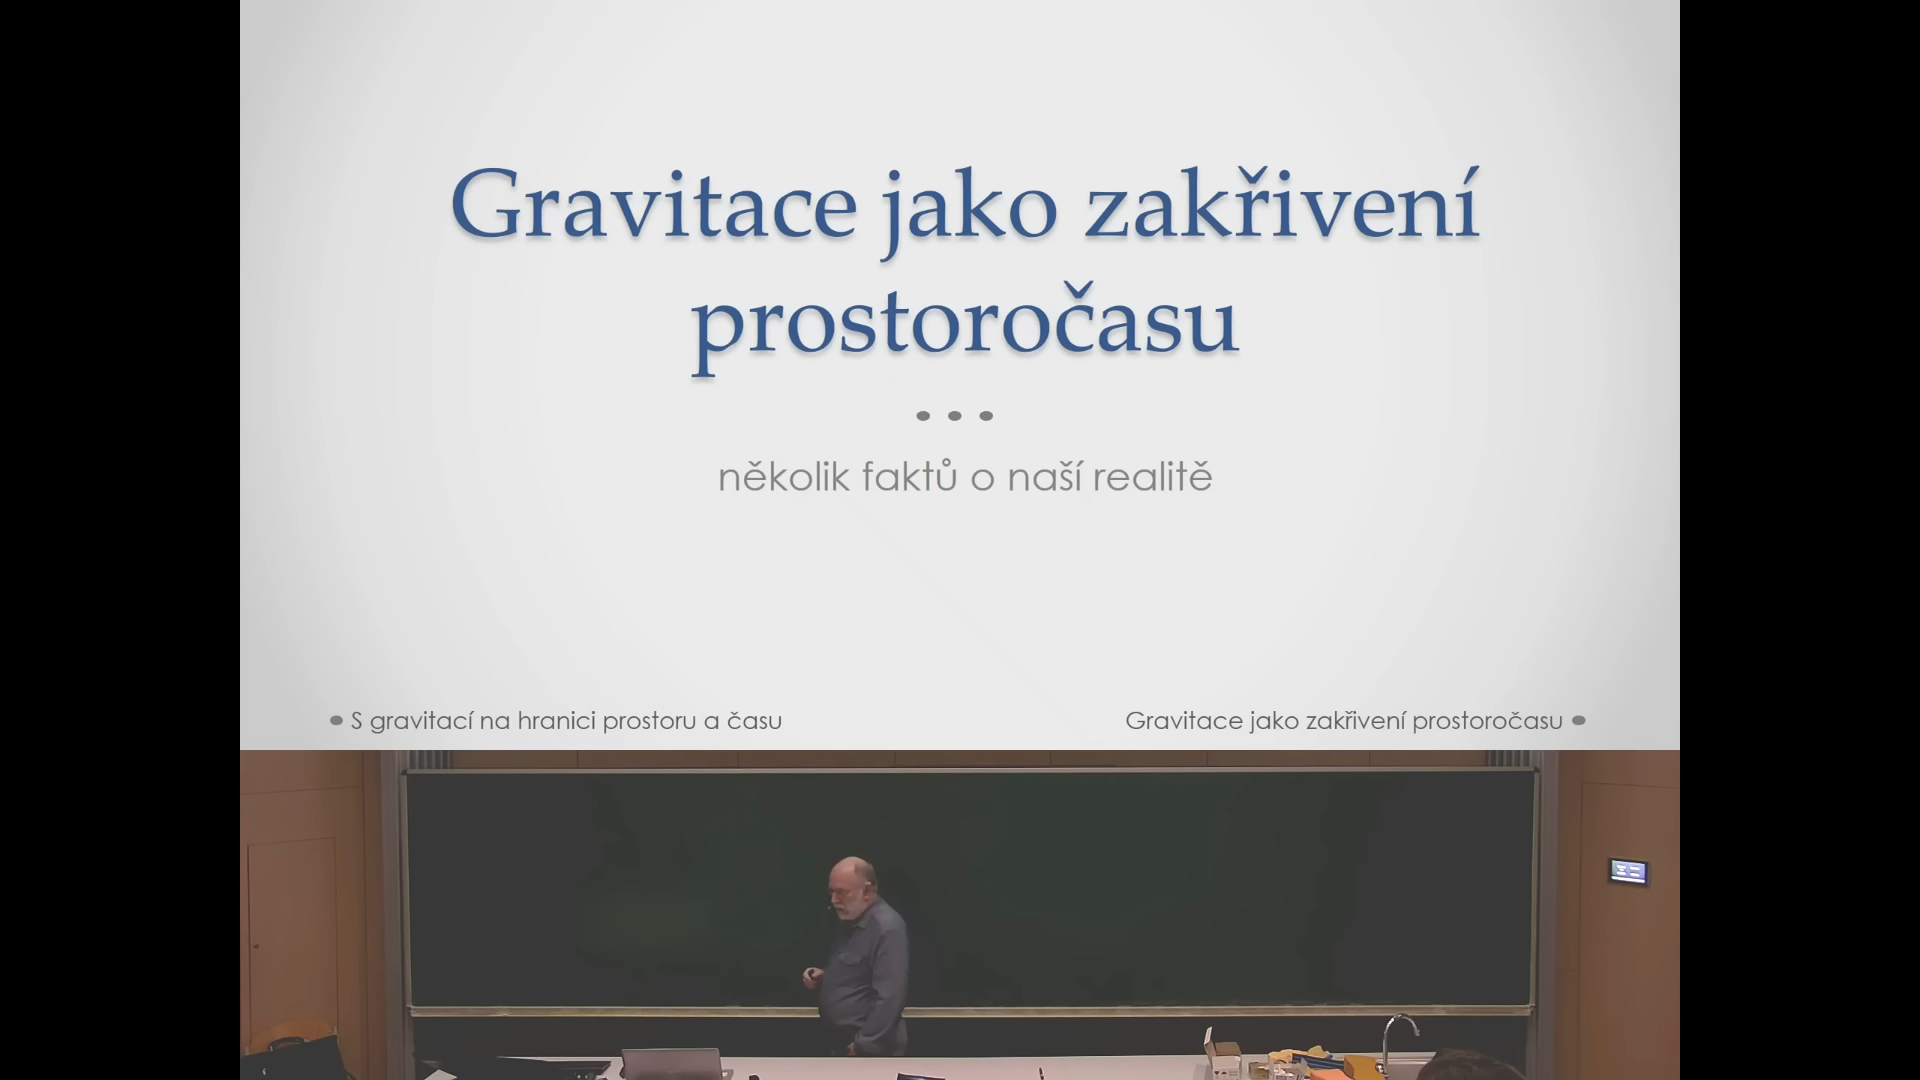 Gravitace jako zakřivení
prostoročasu
několik faktů o naší realitě
S gravitací na hranici prostoru a času
Gravitace jako zakřivení prostoročasu